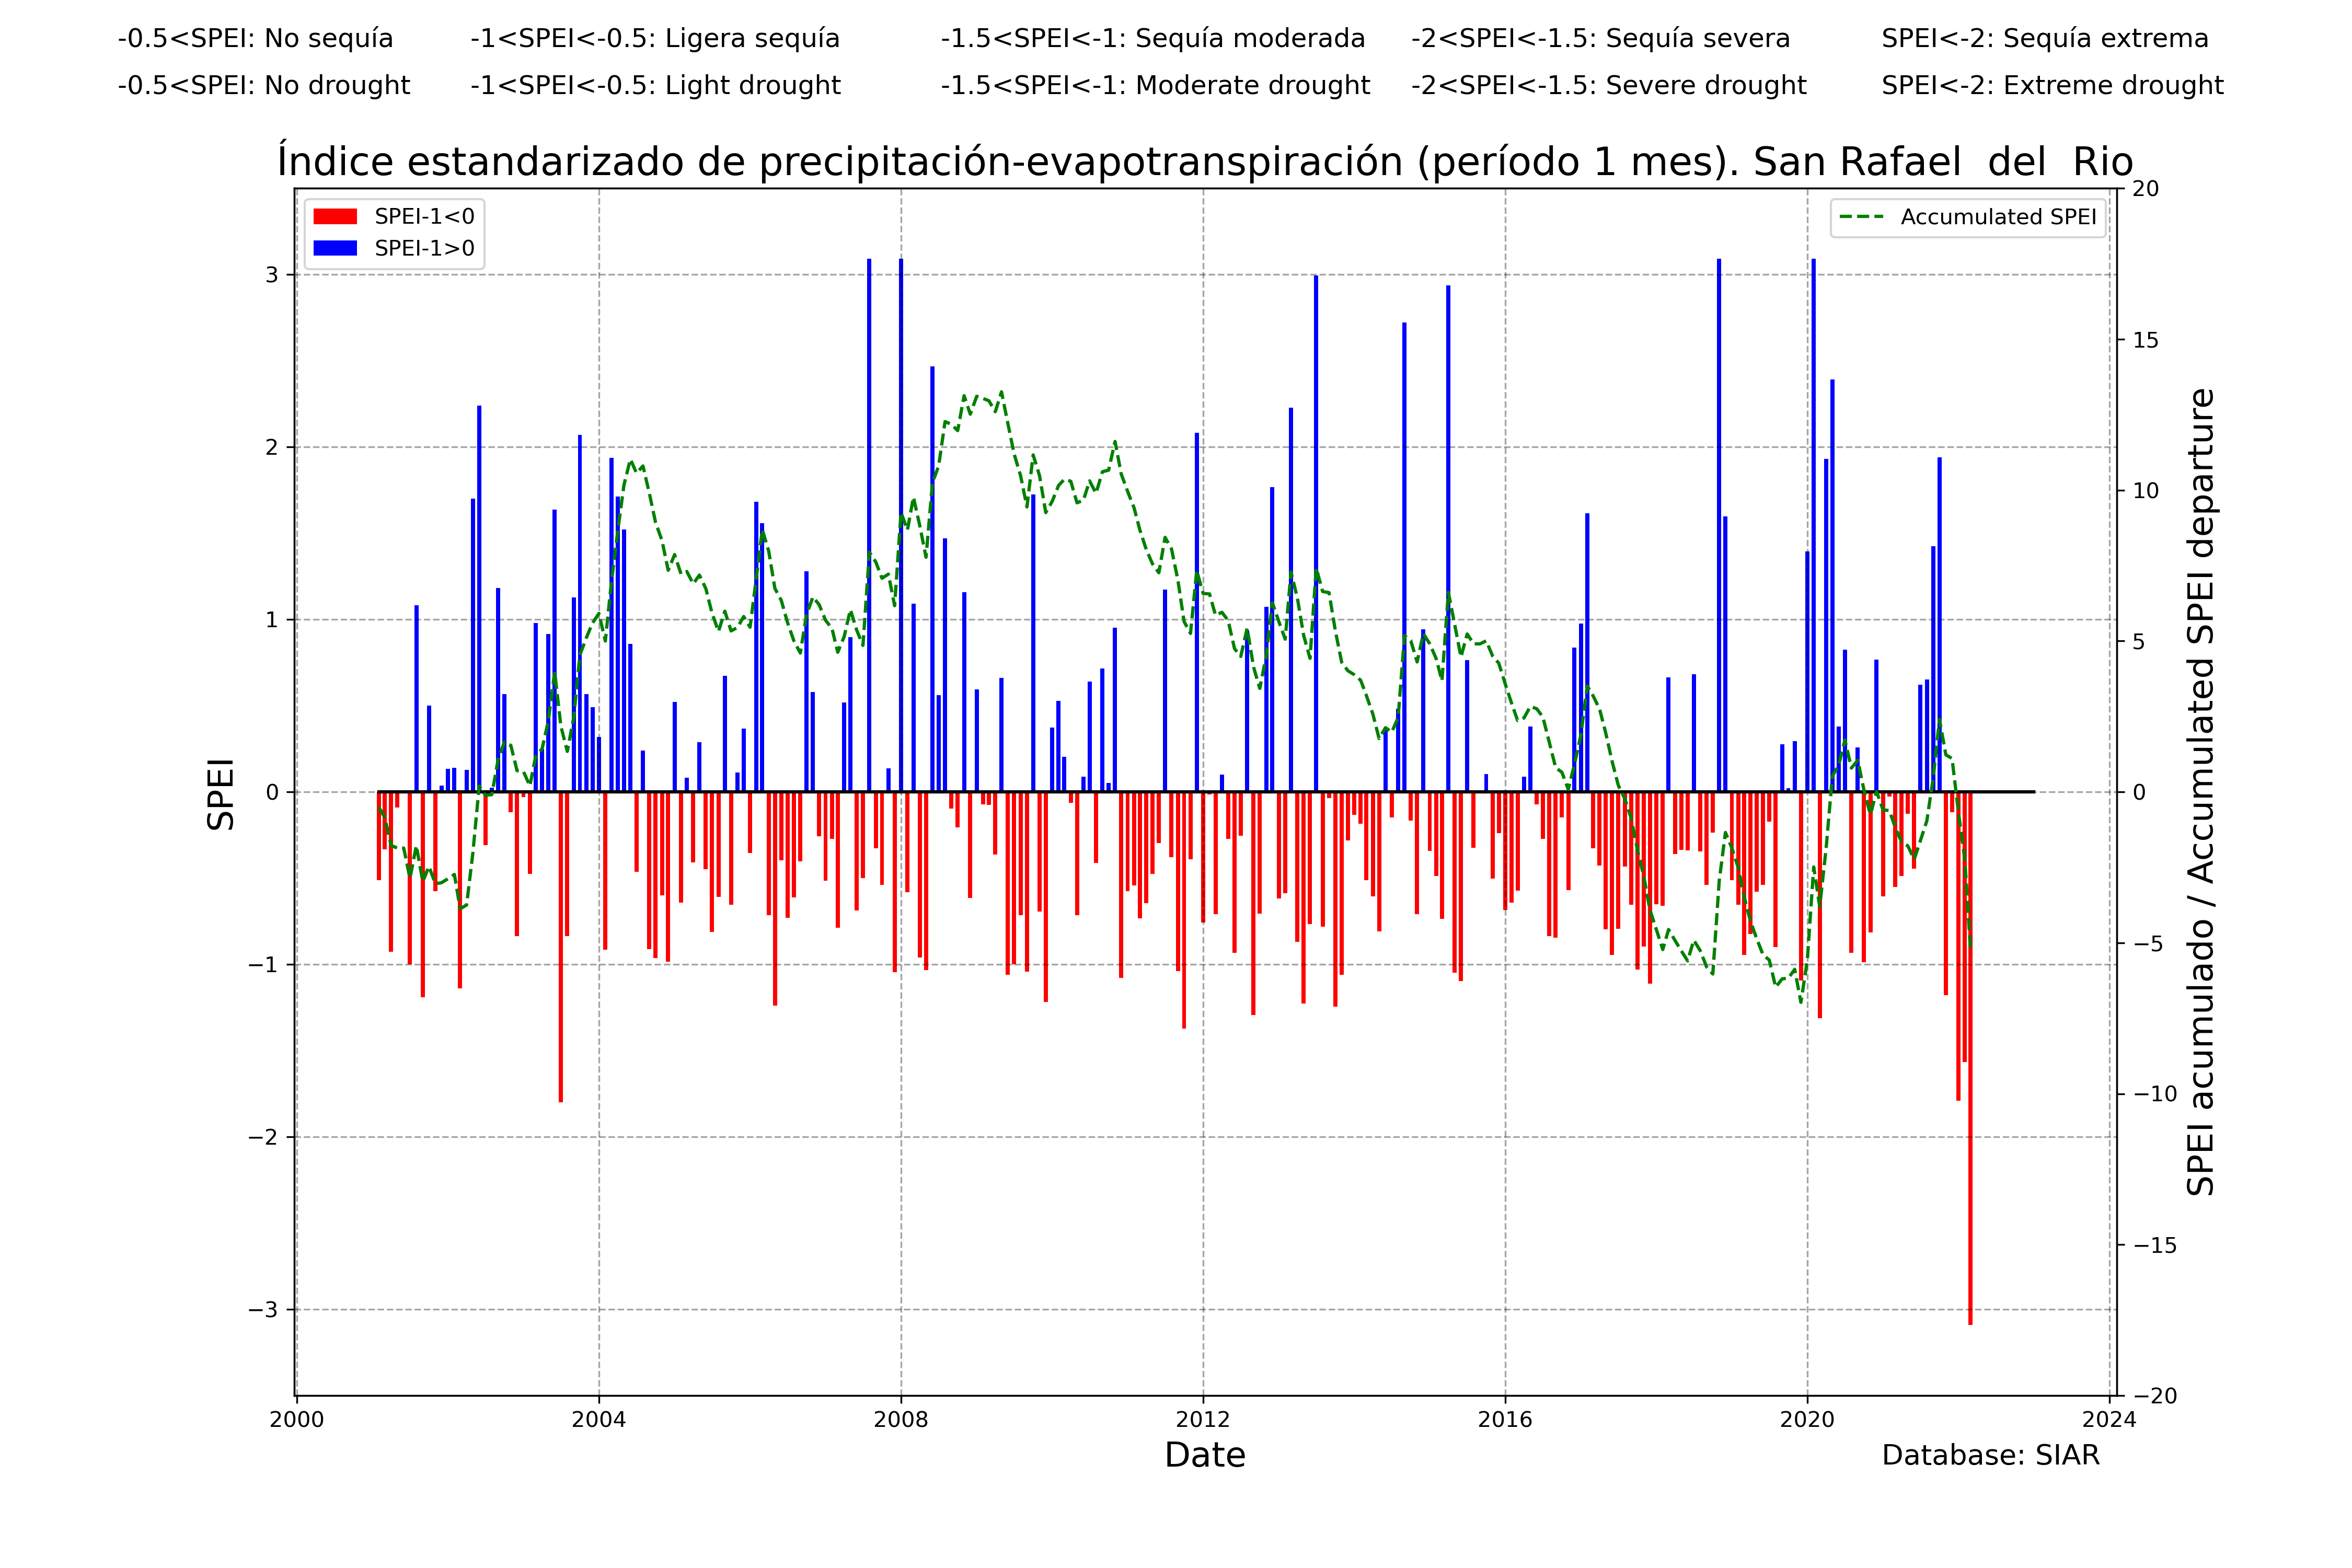 -0.5<SPEI: No sequía -1<SPEI<-0.5: Ligera sequía -1.5<SPEI<-1: Sequía moderada -2<SPEI<-1.5: Sequía severa SPEI<-2: Sequía extrema
-0.5<SPEI: No drought -1<SPEI<-0.5: Light drought -1.5<SPEI<-1: Moderate drought -2<SPEI<-1.5: Severe drought SPEI<-2: Extreme drought
Índice estandarizado de precipitación-evapotranspiración (período 1 mes). San Rafael  del  Rio
SPEI-1<0
SPEI-1>0
Accumulated SPEI
SPEI
3
2
1
0
−1
−2
−3
20
15
10
5
0
−5
−10
−15
−20
SPEI acumulado / Accumulated SPEI departure
2000 2004 2008 2012 2016 2020 2024
Date
Database: SIAR